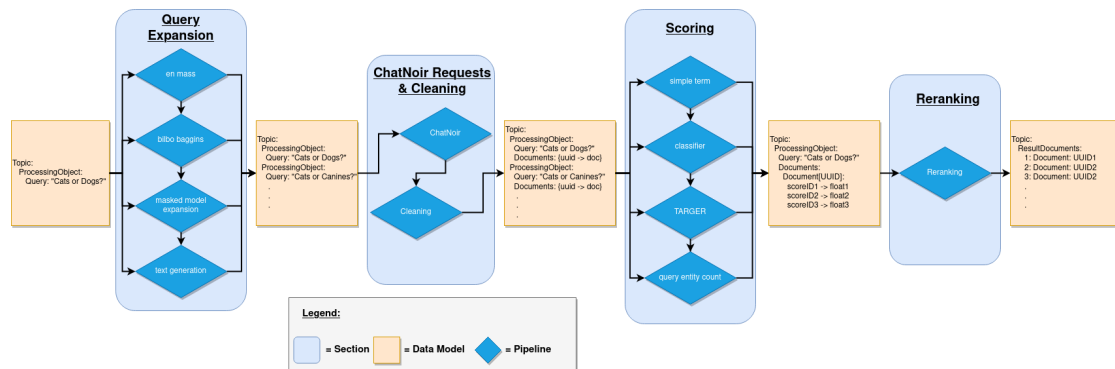 Topic:
ProcessingObject:
Query: "Cats or Dogs?"
Query
Expansion
en mass
bilbo baggins
masked model
expansion
text generation
Topic:
ProcessingObject:
Query: "Cats or Dogs?"
ProcessingObject:
Query: "Cats or Canines?"
.
.
.
ChatNoir Requests
& Cleaning
ChatNoir
Cleaning
Topic:
ProcessingObject:
Query: "Cats or Dogs?"
Documents: (uuid -> doc)
ProcessingObject:
Query: "Cats or Canines?"
Documents: (uuid -> doc)
.
.
.
Scoring
simple term
classifier
TARGER
query entity count
Topic:
ProcessingObject:
Query: "Cats or Dogs?"
Documents:
Document[UUID]:
scoreID1 -> float1
scoreID2 -> float2
scoreID3 -> float3
Reranking
Reranking
Topic:
ResultDocuments:
1: Document: UUID1
2: Document: UUID2
3: Document: UUID2
.
.
.
Legend:
= Section
= Data Model
= Pipeline